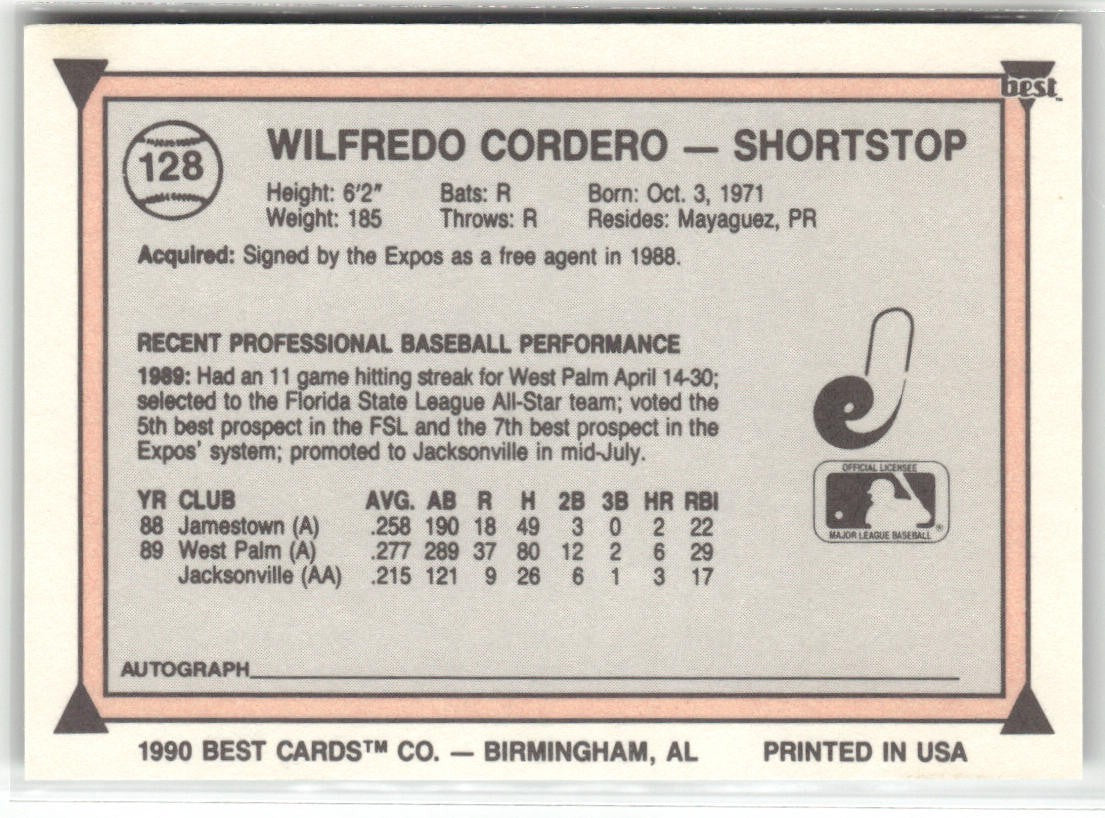 best™
128
WILFREDO CORDERO — SHORTSTOP
Height: 6'2" Bats: R Born: Oct. 3, 1971
Weight: 185 Throws: R Resides: Mayaguez, PR
Acquired: Signed by the Expos as a free agent in 1988.
RECENT PROFESSIONAL BASEBALL PERFORMANCE
1989: Had an 11 game hitting streak for West Palm April 14-30;
selected to the Florida State League All-Star team; voted the
5th best prospect in the FSL and the 7th best prospect in the
Expos' system; promoted to Jacksonville in mid-July.
YR CLUB AVG. AB R H 2B 3B HR RBI
88 Jamestown (A) .258 190 18 49 3 0 2 22
89 West Palm (A) .277 289 37 80 12 2 6 29
Jacksonville (AA) .215 121 9 26 6 1 3 17
OFFICIAL LICENSEE
®
MAJOR LEAGUE BASEBALL
AUTOGRAPH
1990 BEST CARDS™ CO. — BIRMINGHAM, AL PRINTED IN USA